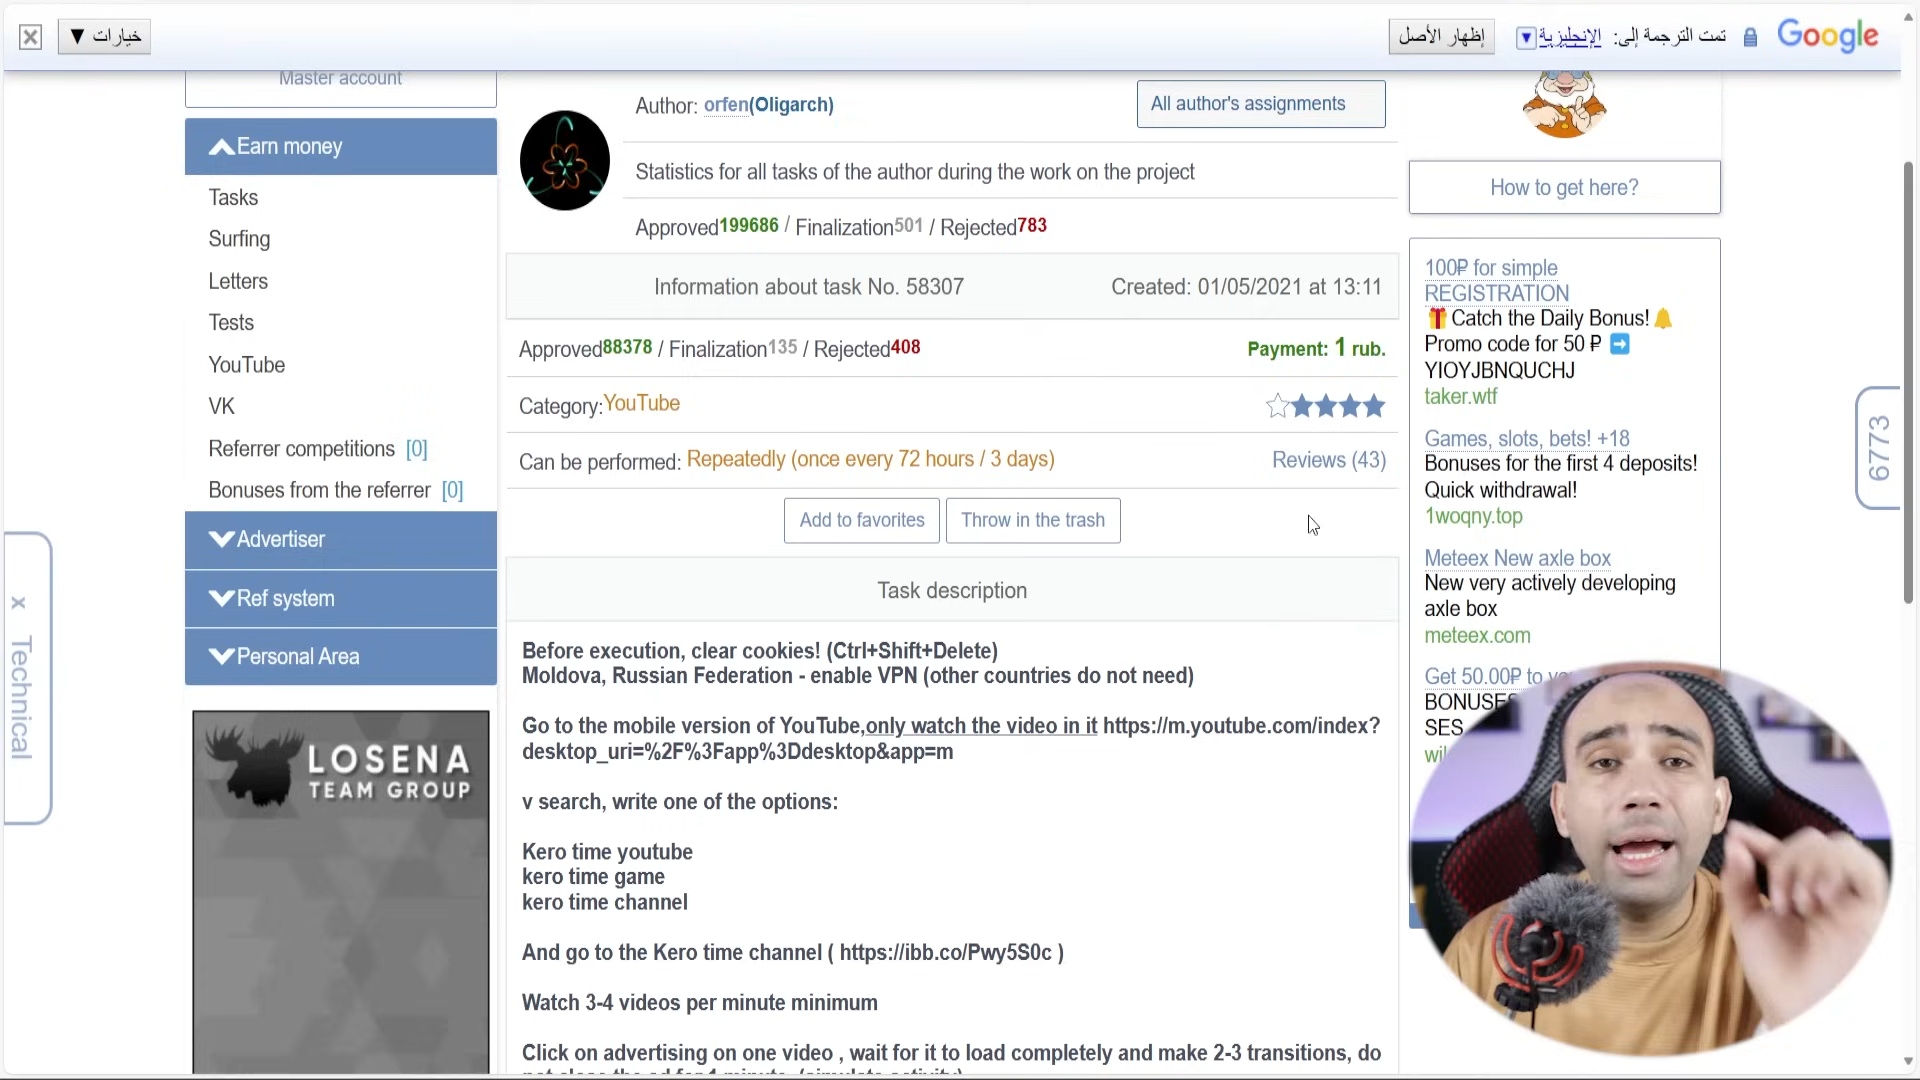 خيارات ▼
إظهار الأصل
تمت الترجمة إلى: الإنجليزية
Google
Master account
Earn money
Tasks
Surfing
Letters
Tests
YouTube
VK
Referrer competitions [0]
Bonuses from the referrer [0]
Advertiser
Ref system
Personal Area
LOSENA
TEAM GROUP
x Technical
Author: orfen(Oligarch)
All author's assignments
Statistics for all tasks of the author during the work on the project
Approved199686 / Finalization501 / Rejected783
Information about task No. 58307
Created: 01/05/2021 at 13:11
Approved88378 / Finalization135 / Rejected408
Payment: 1 rub.
Category:YouTube
Can be performed: Repeatedly (once every 72 hours / 3 days)
Reviews (43)
Add to favorites
Throw in the trash
Task description
Before execution, clear cookies! (Ctrl+Shift+Delete)
Moldova, Russian Federation - enable VPN (other countries do not need)
Go to the mobile version of YouTube,only watch the video in it https://m.youtube.com/index?
desktop_uri=%2F%3Fapp%3Ddesktop&app=m
v search, write one of the options:
Kero time youtube
kero time game
kero time channel
And go to the Kero time channel ( https://ibb.co/Pwy5S0c )
Watch 3-4 videos per minute minimum
Click on advertising on one video , wait for it to load completely and make 2-3 transitions, do
How to get here?
100₽ for simple
REGISTRATION
🎁Catch the Daily Bonus!🔔
Promo code for 50 ₽ ➡
YIOYJBNQUCHJ
taker.wtf
Games, slots, bets! +18
Bonuses for the first 4 deposits!
Quick withdrawal!
1woqny.top
Meteex New axle box
New very actively developing
axle box
meteex.com
Get 50.00₽ to
SES
6773